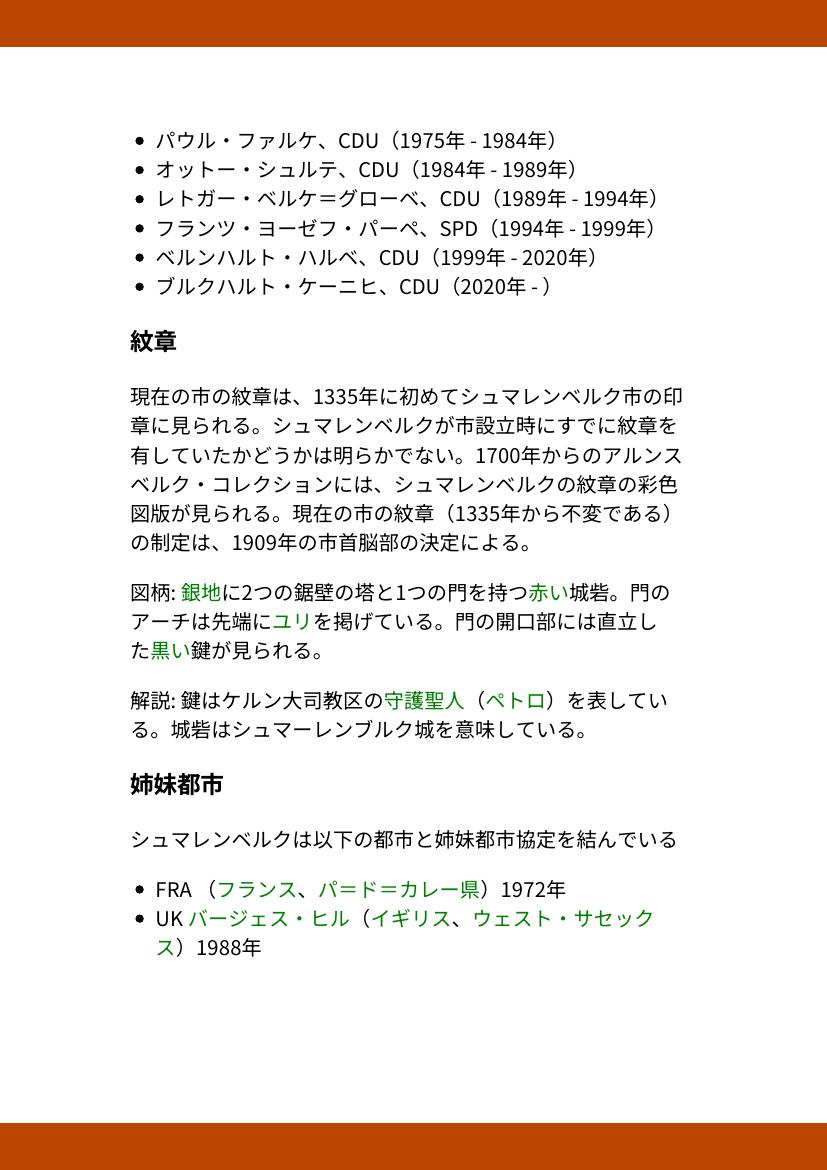 パウル・ファルケ、CDU（1975年 - 1984年）
オットー・シュルテ、CDU（1984年 - 1989年）
レトガー・ベルケ＝グローベ、CDU（1989年 - 1994年）
フランツ・ヨーゼフ・パーペ、SPD（1994年 - 1999年）
ベルンハルト・ハルベ、CDU（1999年 - 2020年）
ブルクハルト・ケーニヒ、CDU（2020年 - ）
紋章
現在の市の紋章は、1335年に初めてシュマレンベルク市の印
章に見られる。シュマレンベルクが市設立時にすでに紋章を
有していたかどうかは明らかでない。1700年からのアルンス
ベルク・コレクションには、シュマレンベルクの紋章の彩色
図版が見られる。現在の市の紋章（1335年から不変である）
の制定は、1909年の市首脳部の決定による。
図柄: 銀地に2つの鋸壁の塔と1つの門を持つ赤い城砦。門の
アーチは先端にユリを掲げている。門の開口部には直立し
た黒い鍵が見られる。
解説: 鍵はケルン大司教区の守護聖人（ペトロ）を表してい
る。城砦はシュマーレンブルク城を意味している。
姉妹都市
シュマレンベルクは以下の都市と姉妹都市協定を結んでいる
FRA （フランス、パ＝ド＝カレー県）1972年
UK バージェス・ヒル（イギリス、ウェスト・サセック
ス）1988年